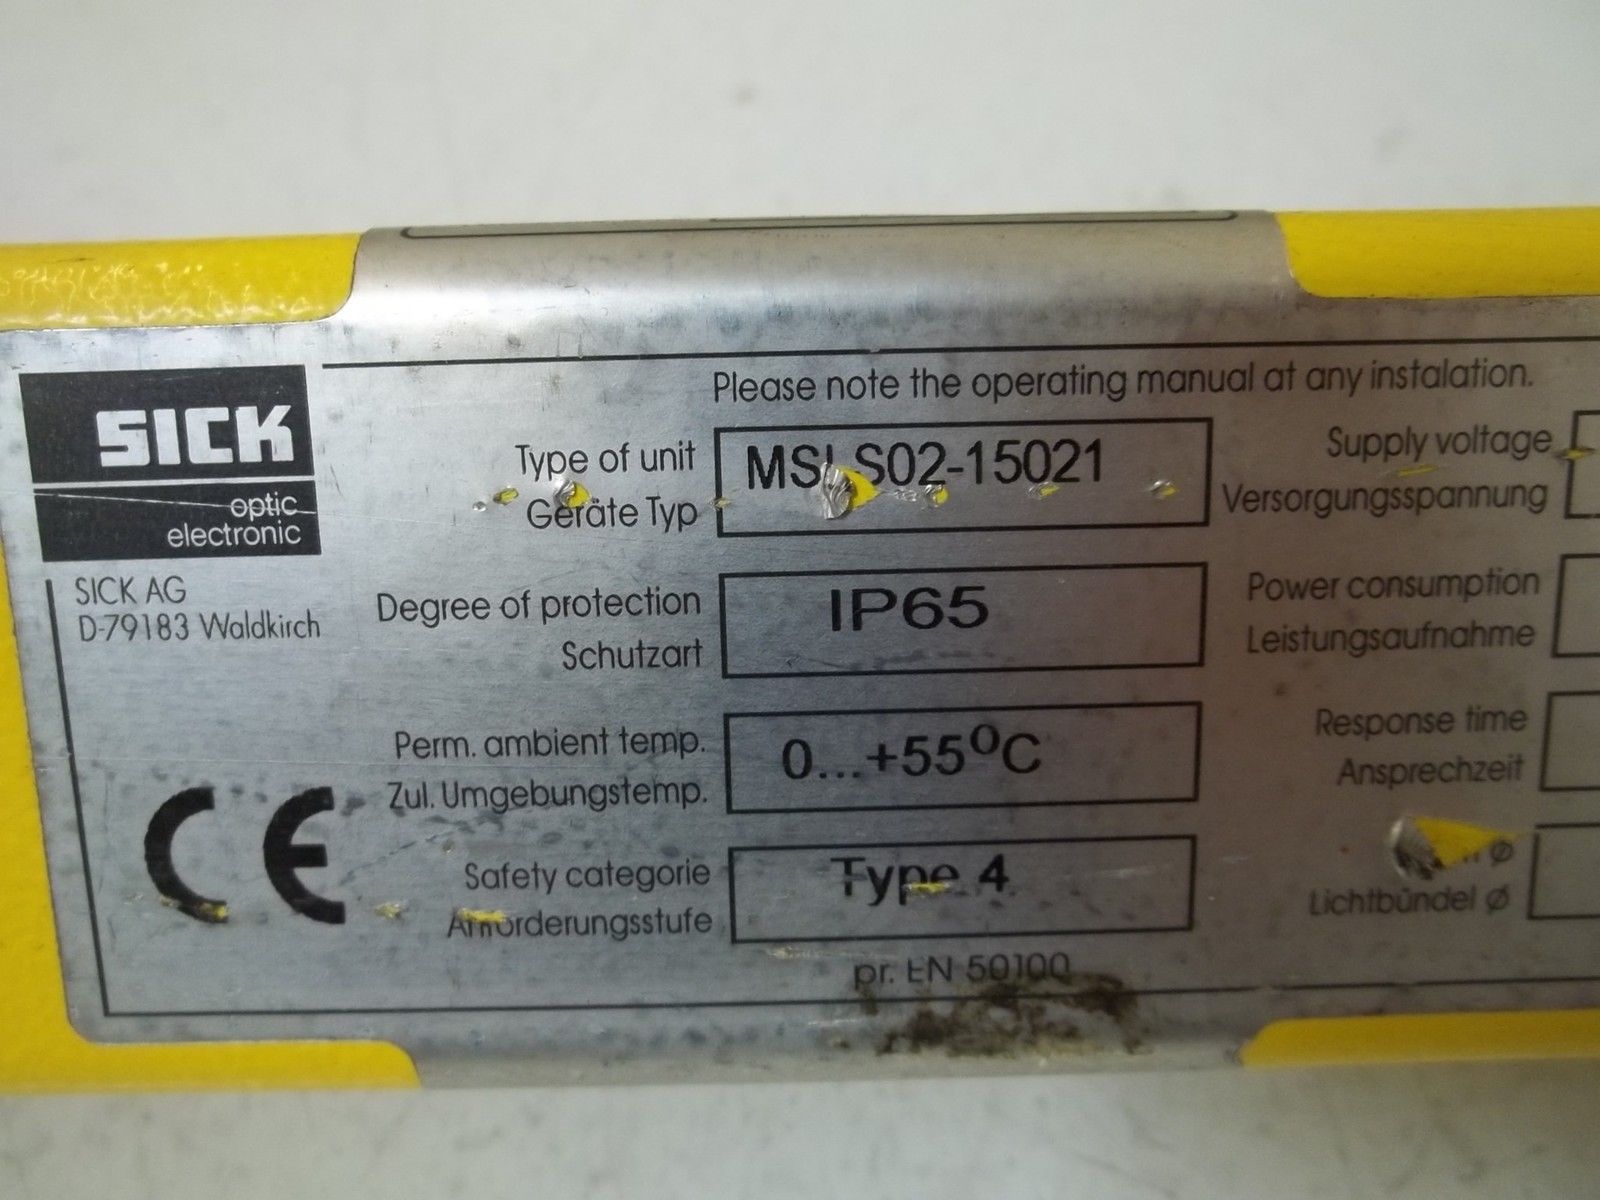 SICK
optic
electronic
SICK AG
D-79183 Waldkirch
Please note the operating manual at any instalation.
Type of unit
Geräte Typ
MSLS02-15021
Degree of protection
Schutzart
IP65
Perm. ambient temp.
Zul. Umgebungstemp.
0...+55°C
Safety categorie
Anforderungsstufe
Type 4
pr. EN 50100
CE
Supply voltage
Versorgungsspannung
Power consumption
Leistungsaufnahme
Response time
Ansprechzeit
Ø
Lichtbündel Ø